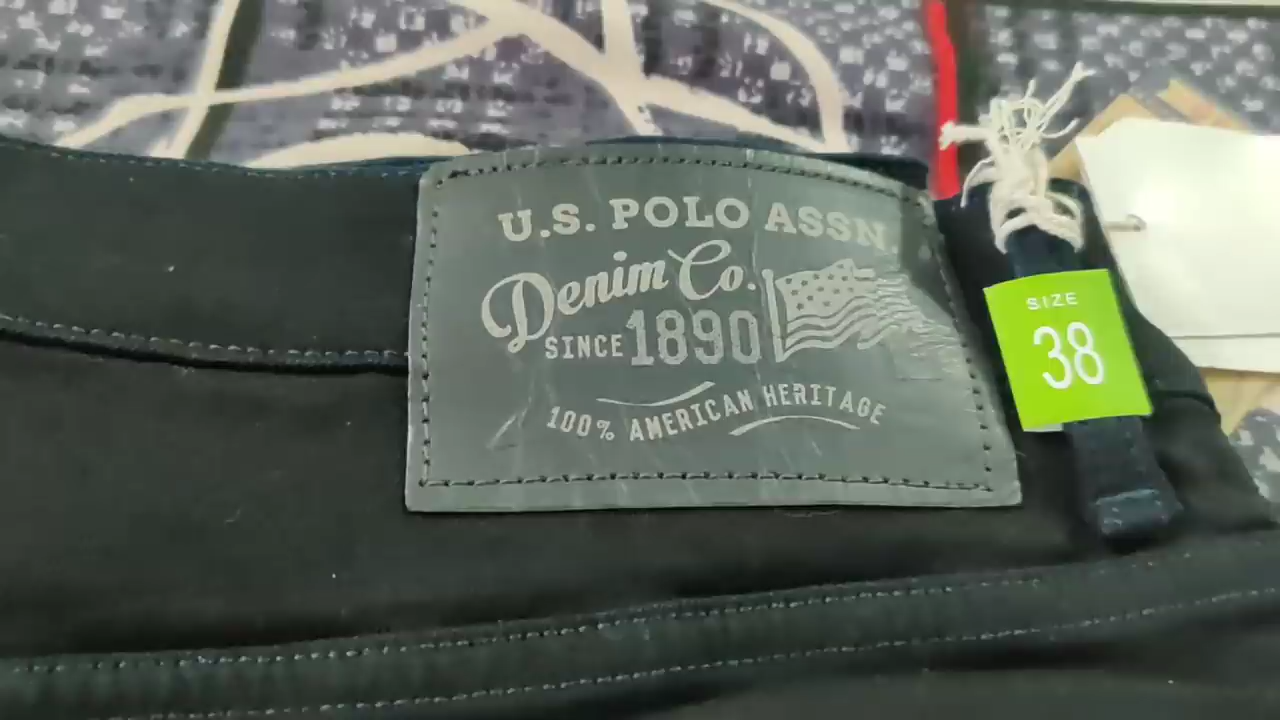 U.S. POLO ASSN.
Denim Co.
SINCE 1890
100% AMERICAN HERITAGE
SIZE
38